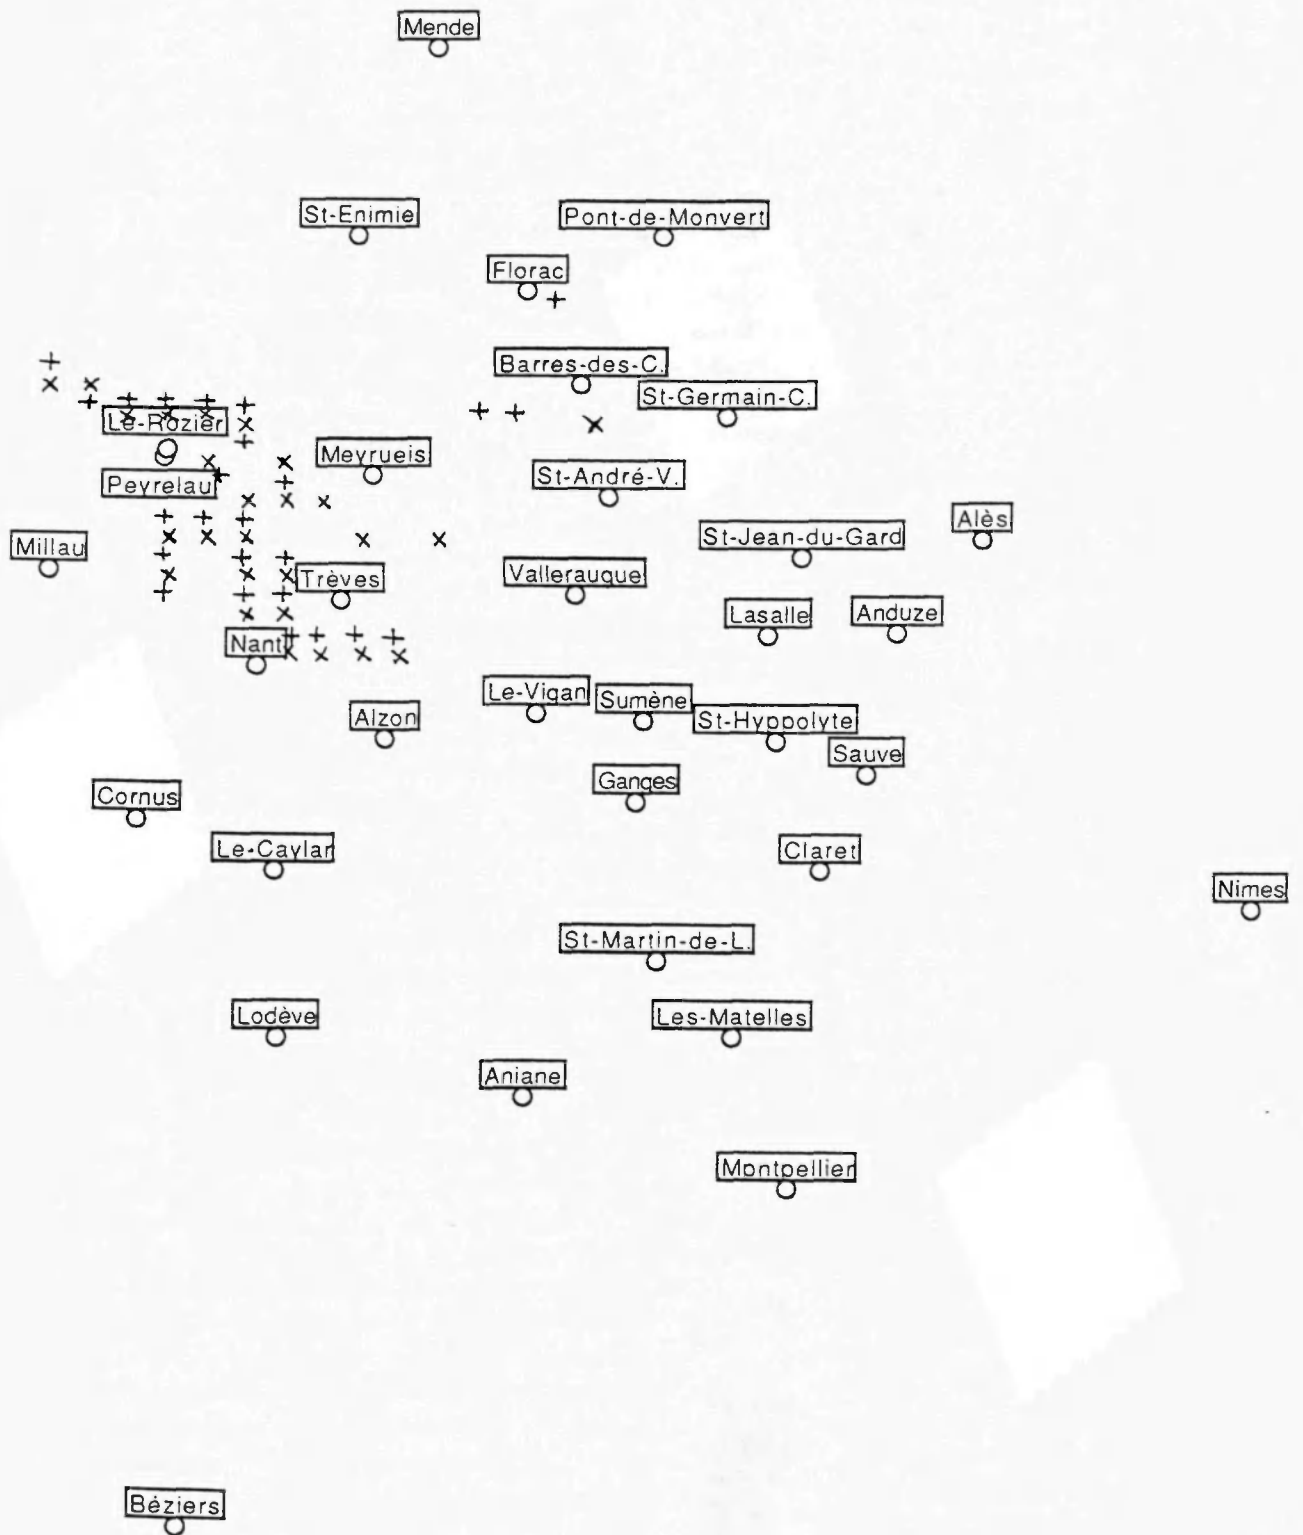 Mende
St-Enimie
Pont-de-Monvert
Florac
Barres-des-C.
St-Germain-C.
Le-Rozier
Meyrueis
St-André-V.
Peyrelau
Alès
St-Jean-du-Gard
Millau
Trèves
Vallerauque
Lasalle
Anduze
Nant
Le-Vigan
Sumène
Alzon
St-Hyppolyte
Sauve
Ganges
Cornus
Le-Caylar
Claret
Nimes
St-Martin-de-L.
Lodève
Les-Matelles
Aniane
Montpellier
Béziers